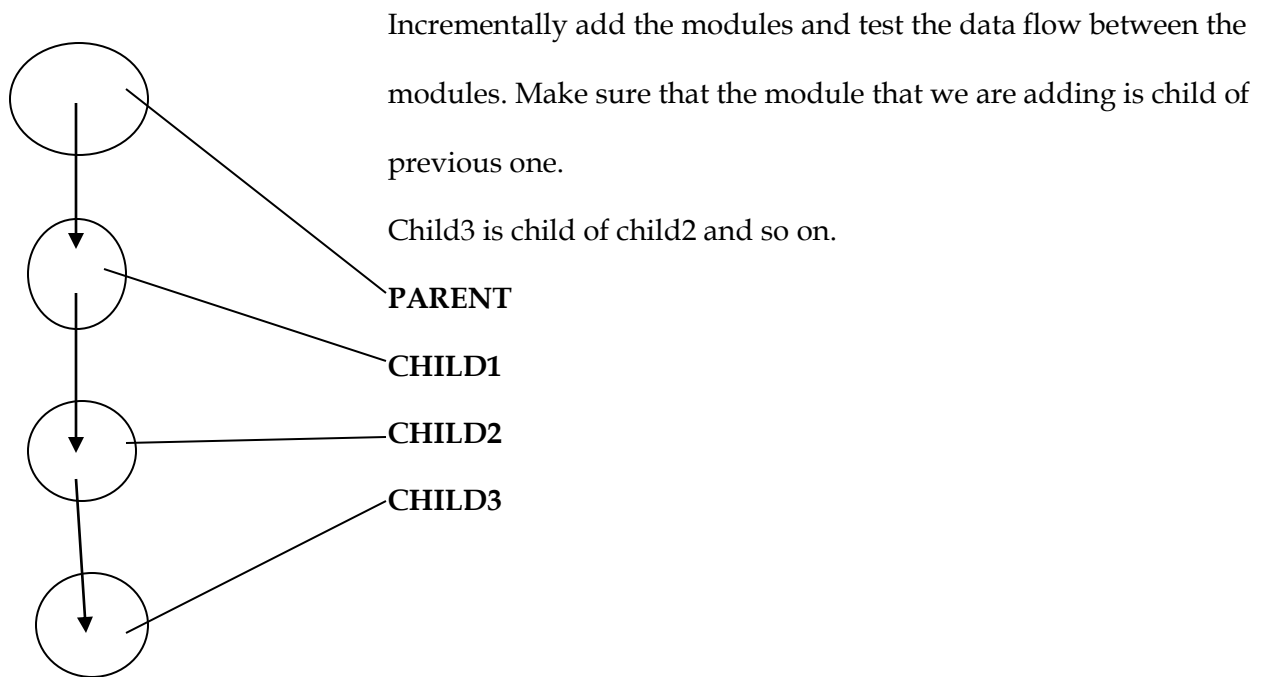 Incrementally add the modules and test the data flow between the
modules. Make sure that the module that we are adding is child of
previous one.
Child3 is child of child2 and so on.
PARENT
CHILD1
CHILD2
CHILD3